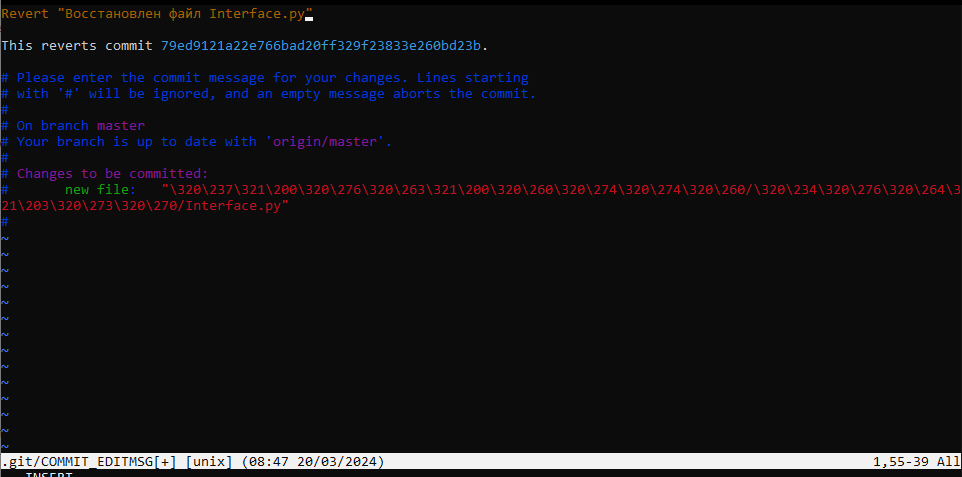 Revert "Восстановлен файл Interface.py"
This reverts commit 79ed9121a22e766bad20ff329f23833e260bd23b.
# Please enter the commit message for your changes. Lines starting
# with '#' will be ignored, and an empty message aborts the commit.
#
# On branch master
# Your branch is up to date with 'origin/master'.
#
# Changes to be committed:
#       new file:   "\320\237\321\200\320\276\320\263\321\200\320\260\320\274\320\274\320\260/\320\234\320\276\320\264\3
21\203\320\273\320\270/Interface.py"
#
~
~
~
~
~
~
~
~
~
~
~
~
~
~
.git/COMMIT_EDITMSG[+] [unix] (08:47 20/03/2024) 1,55-39 All
-- INSERT --